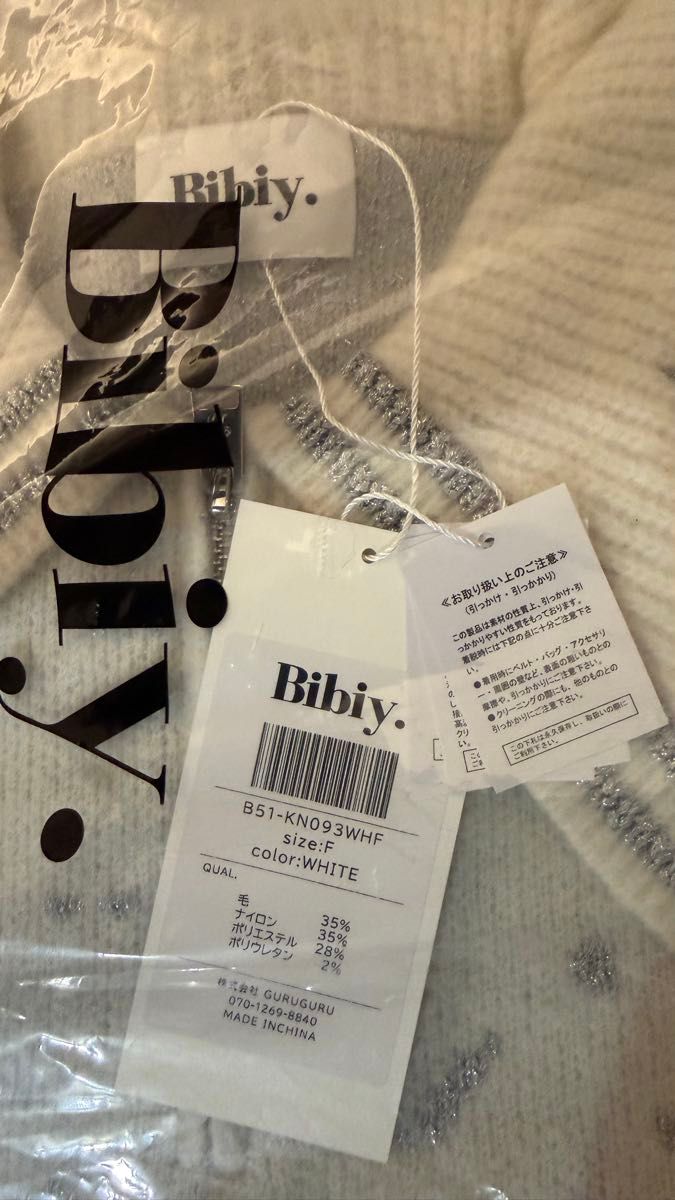 Bibiy.
Bibiy.
Bibiy.
B51-KN093WHF
size:F
color:WHITE
QUAL.
毛 35%
ナイロン 35%
ポリエステル 28%
ポリウレタン 2%
株式会社 GURUGURU
070-1269-8840
MADE INCHINA
≪お取り扱い上のご注意≫
(引っかけ・引っかかり)
この製品は素材の性質上、引っかけ・引
っかかりやすい性質をもっております。
着脱時には下記の点に十分ご注意下さ
い。
●着用時にベルト・バッグ・アクセサリ
ー・周囲の壁など、表面の粗いものとの
摩擦や、引っかかりにご注意下さい。
●クリーニングの際にも、他のものとの
引っかかりにご注意下さい。
この下札は永久保存し、取扱いの際に
ご利用下さい。